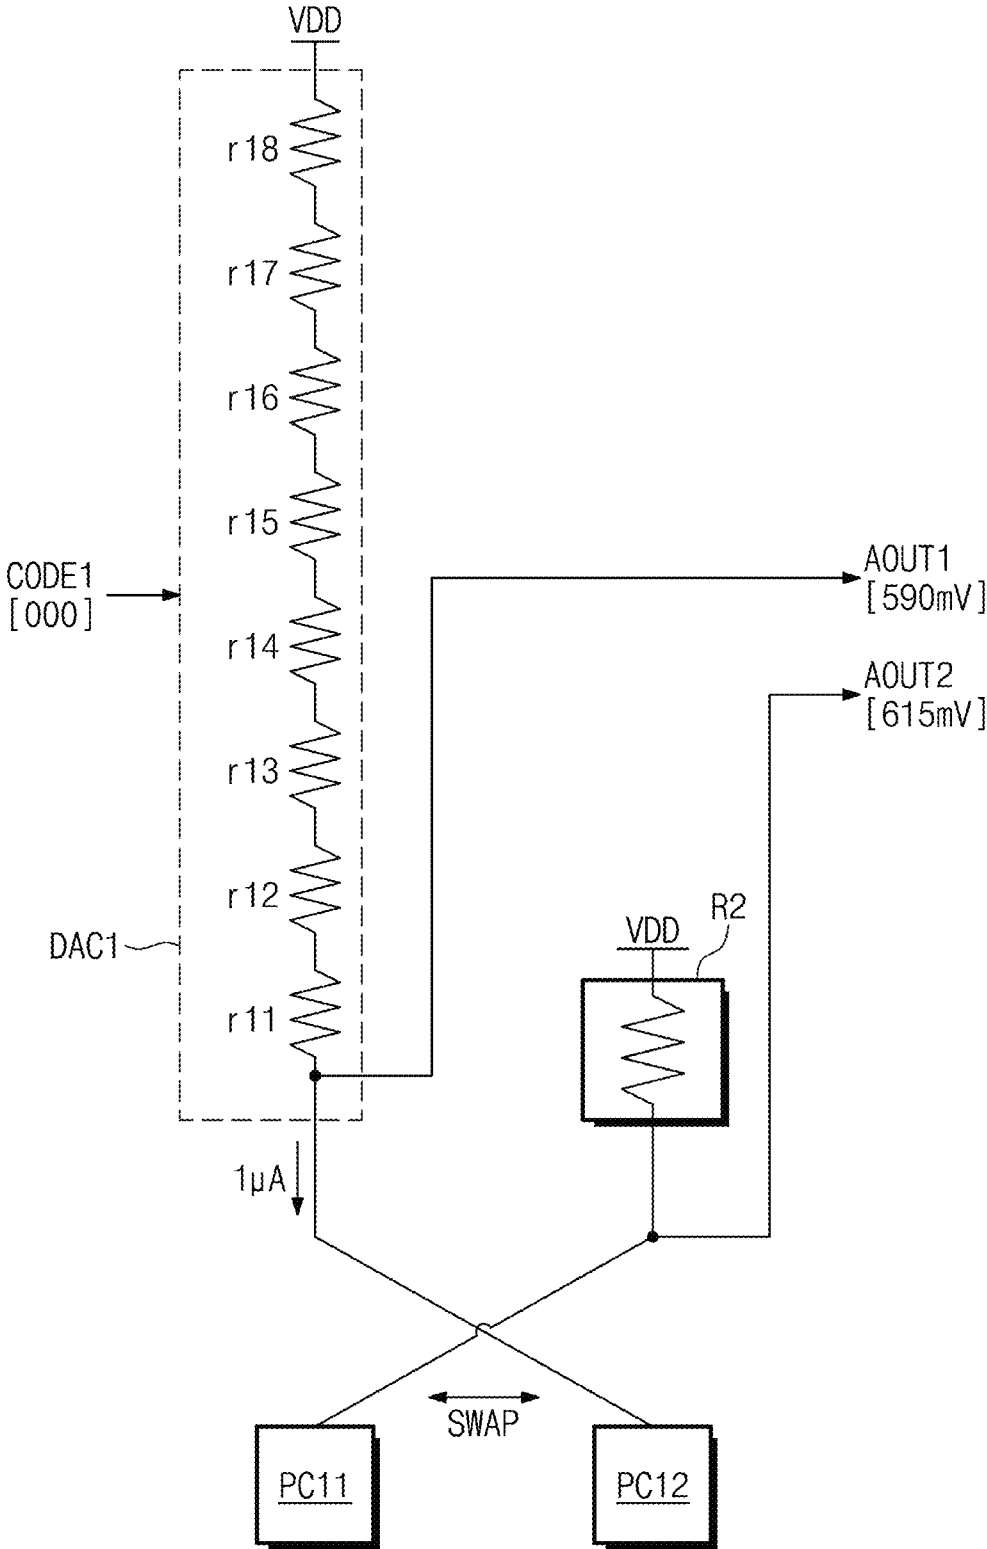 VDD
r18
r17
r16
r15
r14
r13
r12
r11
CODE1
[000]
DAC1
AOUT1
[590mV]
AOUT2
[615mV]
R2
VDD
1µA
SWAP
PC11
PC12